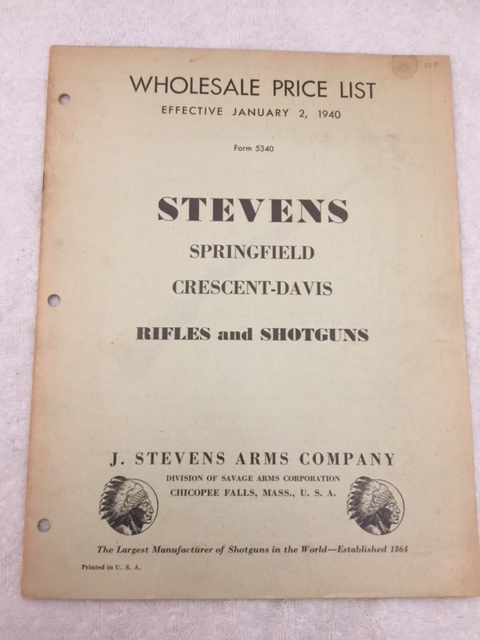 WHOLESALE PRICE LIST
EFFECTIVE JANUARY 2, 1940
Form 5340
STEVENS
SPRINGFIELD
CRESCENT-DAVIS
RIFLES and SHOTGUNS
J. STEVENS ARMS COMPANY
DIVISION OF SAVAGE ARMS CORPORATION
CHICOPEE FALLS, MASS., U. S. A.
The Largest Manufacturer of Shotguns in the World—Established 1864
Printed in U. S. A.